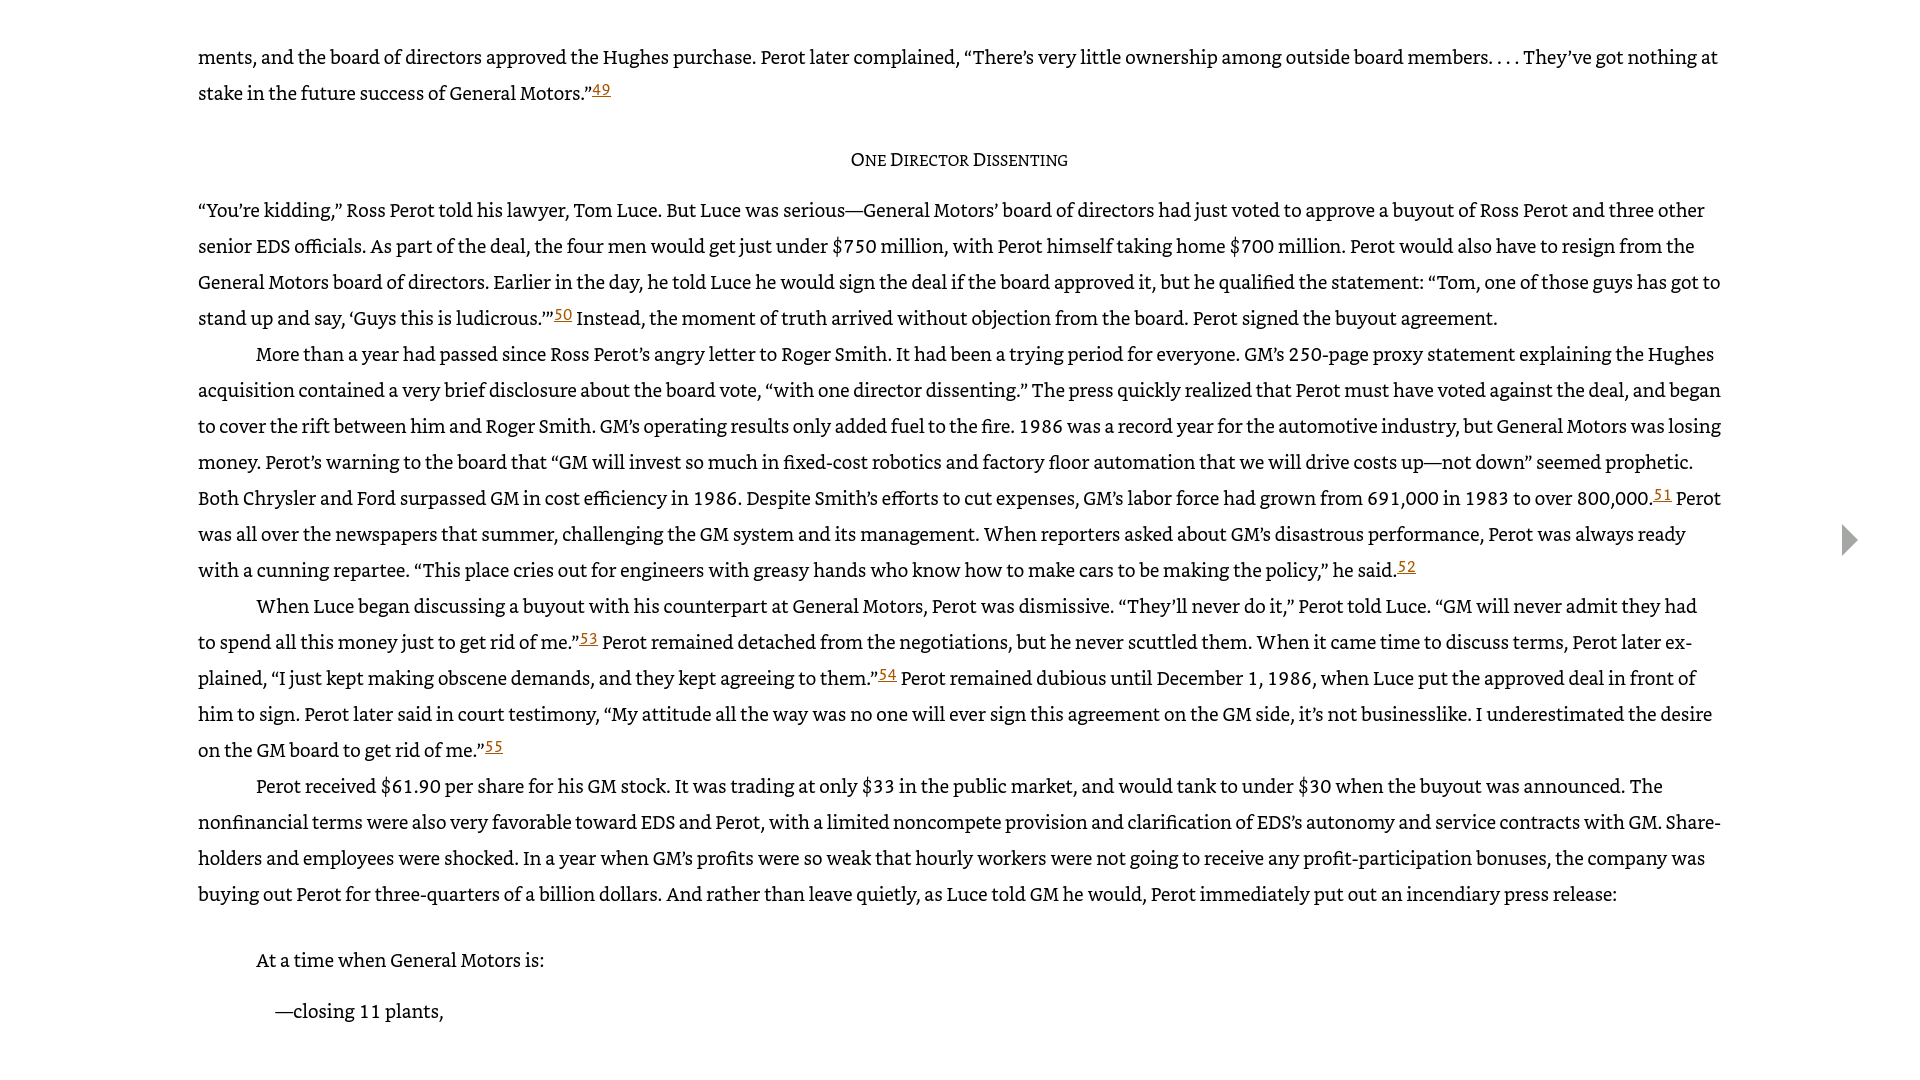 ments, and the board of directors approved the Hughes purchase. Perot later complained, “There’s very little ownership among outside board members. . . . They’ve got nothing at
stake in the future success of General Motors.”49
ONE DIRECTOR DISSENTING
“You’re kidding,” Ross Perot told his lawyer, Tom Luce. But Luce was serious—General Motors’ board of directors had just voted to approve a buyout of Ross Perot and three other
senior EDS officials. As part of the deal, the four men would get just under $750 million, with Perot himself taking home $700 million. Perot would also have to resign from the
General Motors board of directors. Earlier in the day, he told Luce he would sign the deal if the board approved it, but he qualified the statement: “Tom, one of those guys has got to
stand up and say, ‘Guys this is ludicrous.’”50 Instead, the moment of truth arrived without objection from the board. Perot signed the buyout agreement.
More than a year had passed since Ross Perot’s angry letter to Roger Smith. It had been a trying period for everyone. GM’s 250-page proxy statement explaining the Hughes
acquisition contained a very brief disclosure about the board vote, “with one director dissenting.” The press quickly realized that Perot must have voted against the deal, and began
to cover the rift between him and Roger Smith. GM’s operating results only added fuel to the fire. 1986 was a record year for the automotive industry, but General Motors was losing
money. Perot’s warning to the board that “GM will invest so much in fixed-cost robotics and factory floor automation that we will drive costs up—not down” seemed prophetic.
Both Chrysler and Ford surpassed GM in cost efficiency in 1986. Despite Smith’s efforts to cut expenses, GM’s labor force had grown from 691,000 in 1983 to over 800,000.51 Perot
was all over the newspapers that summer, challenging the GM system and its management. When reporters asked about GM’s disastrous performance, Perot was always ready
with a cunning repartee. “This place cries out for engineers with greasy hands who know how to make cars to be making the policy,” he said.52
When Luce began discussing a buyout with his counterpart at General Motors, Perot was dismissive. “They’ll never do it,” Perot told Luce. “GM will never admit they had
to spend all this money just to get rid of me.”53 Perot remained detached from the negotiations, but he never scuttled them. When it came time to discuss terms, Perot later ex-
plained, “I just kept making obscene demands, and they kept agreeing to them.”54 Perot remained dubious until December 1, 1986, when Luce put the approved deal in front of
him to sign. Perot later said in court testimony, “My attitude all the way was no one will ever sign this agreement on the GM side, it’s not businesslike. I underestimated the desire
on the GM board to get rid of me.”55
Perot received $61.90 per share for his GM stock. It was trading at only $33 in the public market, and would tank to under $30 when the buyout was announced. The
nonfinancial terms were also very favorable toward EDS and Perot, with a limited noncompete provision and clarification of EDS’s autonomy and service contracts with GM. Share-
holders and employees were shocked. In a year when GM’s profits were so weak that hourly workers were not going to receive any profit-participation bonuses, the company was
buying out Perot for three-quarters of a billion dollars. And rather than leave quietly, as Luce told GM he would, Perot immediately put out an incendiary press release:
At a time when General Motors is:
—closing 11 plants,